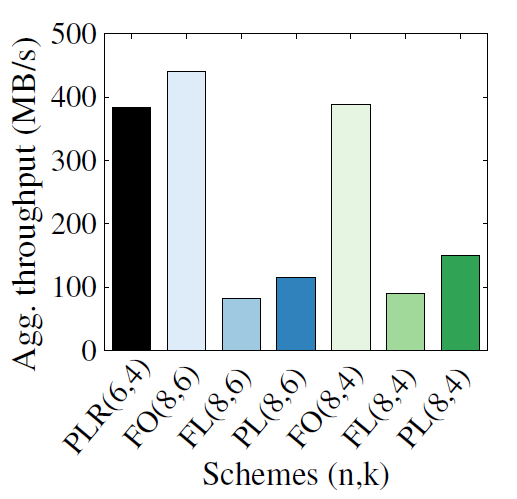 Agg. throughput (MB/s)
500
400
300
200
100
0
PLR(6,4)
FO(8,6)
FL(8,6)
PL(8,6)
FO(8,4)
FL(8,4)
PL(8,4)
Schemes (n,k)